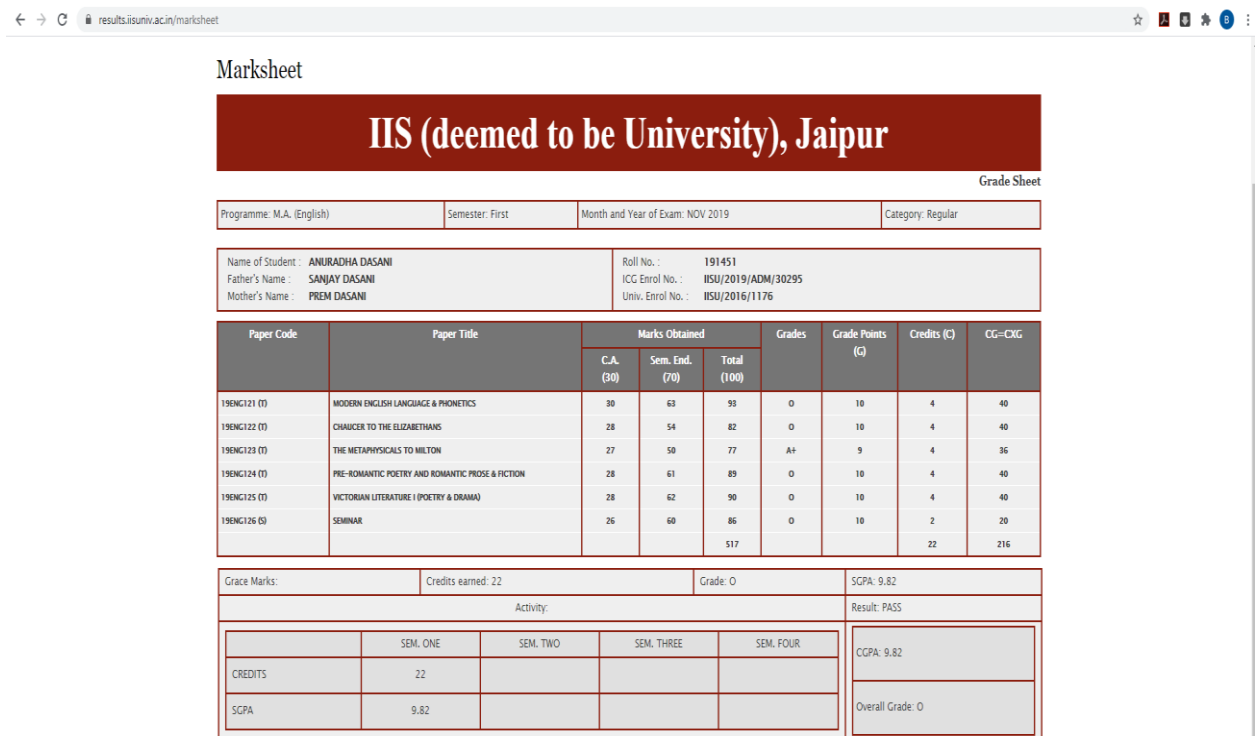 results.iisuniv.ac.in/marksheet
B
Marksheet
IIS (deemed to be University), Jaipur
Grade Sheet
Programme: M.A. (English) Semester: First Month and Year of Exam: NOV 2019 Category: Regular
Name of Student : ANURADHA DASANI Roll No. : 191451
Father's Name : SANJAY DASANI ICG Enrol No. : IISU/2019/ADM/30295
Mother's Name : PREM DASANI Univ. Enrol No. : IISU/2016/1176
Paper Code Paper Title Marks Obtained Grades Grade Points (G) Credits (C) CG=CXG
C.A. (30) Sem. End. (70) Total (100)
19ENG121 (T) MODERN ENGLISH LANGUAGE & PHONETICS 30 63 93 O 10 4 40
19ENG122 (T) CHAUCER TO THE ELIZABETHANS 28 54 82 O 10 4 40
19ENG123 (T) THE METAPHYSICALS TO MILTON 27 50 77 A+ 9 4 36
19ENG124 (T) PRE-ROMANTIC POETRY AND ROMANTIC PROSE & FICTION 28 61 89 O 10 4 40
19ENG125 (T) VICTORIAN LITERATURE I (POETRY & DRAMA) 28 62 90 O 10 4 40
19ENG126 (S) SEMINAR 26 60 86 O 10 2 20
517 22 216
Grace Marks: Credits earned: 22 Grade: O SGPA: 9.82
Activity: Result: PASS
SEM. ONE SEM. TWO SEM. THREE SEM. FOUR
CGPA: 9.82
CREDITS 22
SGPA 9.82
Overall Grade: O